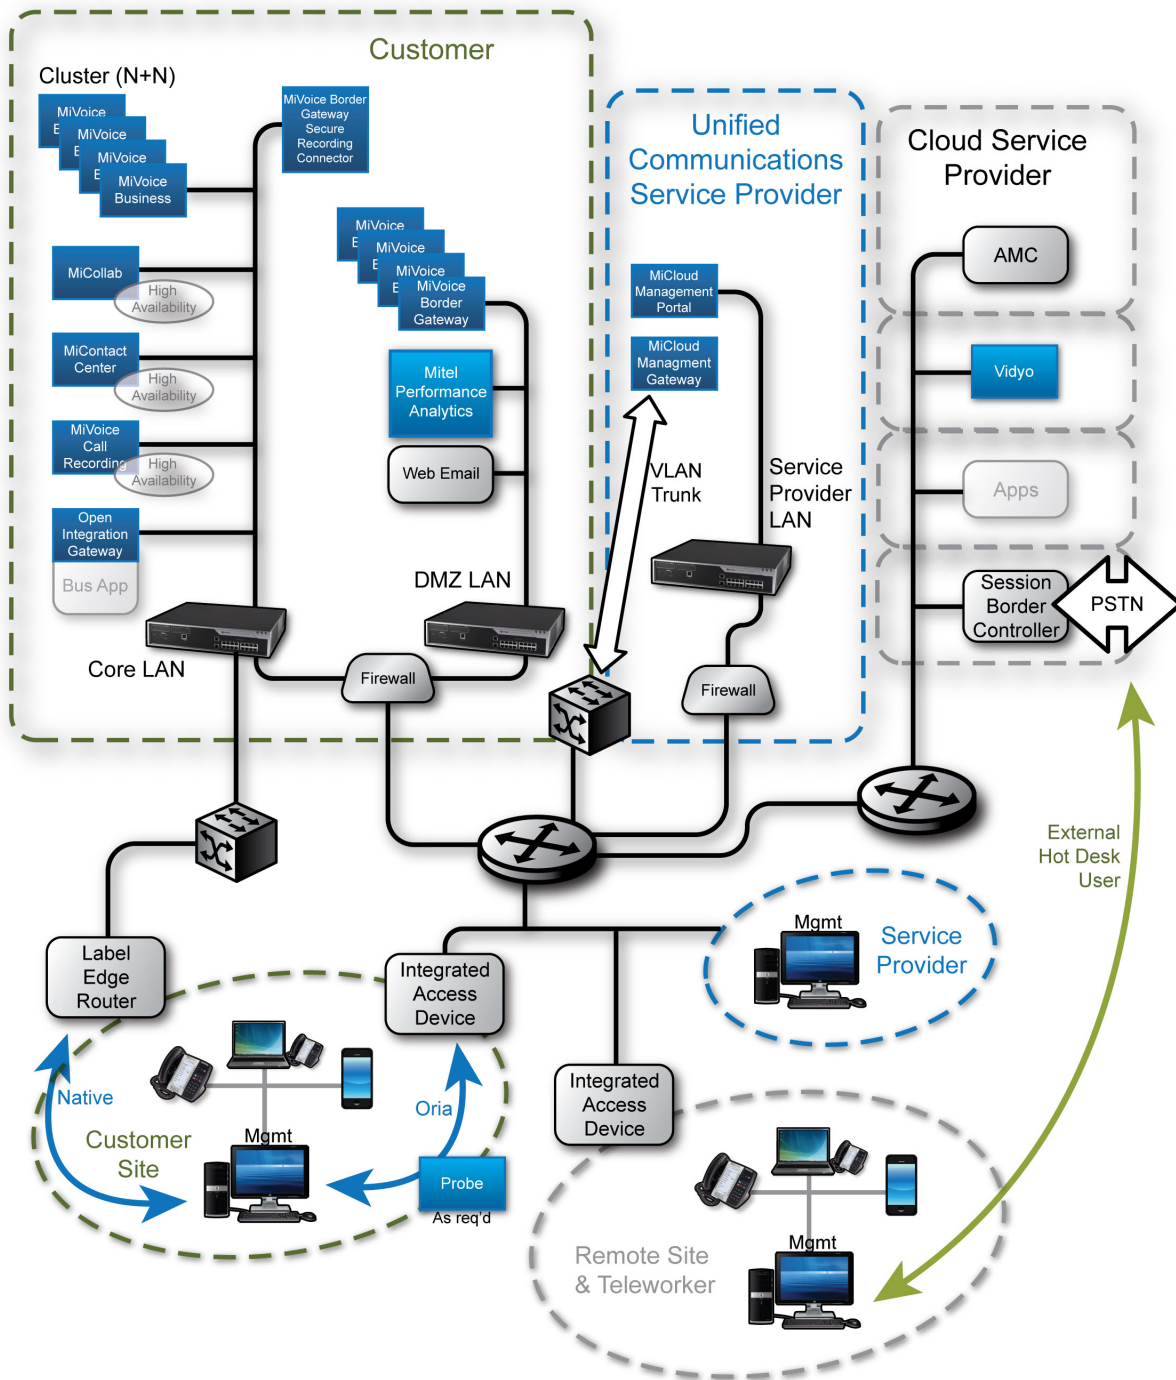 Customer
Cluster (N+N)
MiVoice
B
MiVoice
B
MiVoice
B
MiVoice
Business
MiVoice Border
Gateway
Secure
Recording
Connector
MiCollab
High
Availability
MiContact
Center
High
Availability
MiVoice
Call
Recording
High
Availability
Open
Integration
Gateway
Bus App
Core LAN
MiVoice
B
MiVoice
B
MiVoice
B
MiVoice
Border
Gateway
Mitel
Performance
Analytics
Web Email
DMZ LAN
Firewall
Unified
Communications
Service Provider
MiCloud
Management
Portal
MiCloud
Managment
Gateway
VLAN
Trunk
Service
Provider
LAN
Firewall
Cloud Service
Provider
AMC
Vidyo
Apps
Session
Border
Controller
PSTN
External
Hot Desk
User
Label
Edge
Router
Integrated
Access
Device
Mgmt
Service
Provider
Native
Oria
Customer
Site
Mgmt
Probe
As req'd
Integrated
Access
Device
Remote Site
& Teleworker
Mgmt